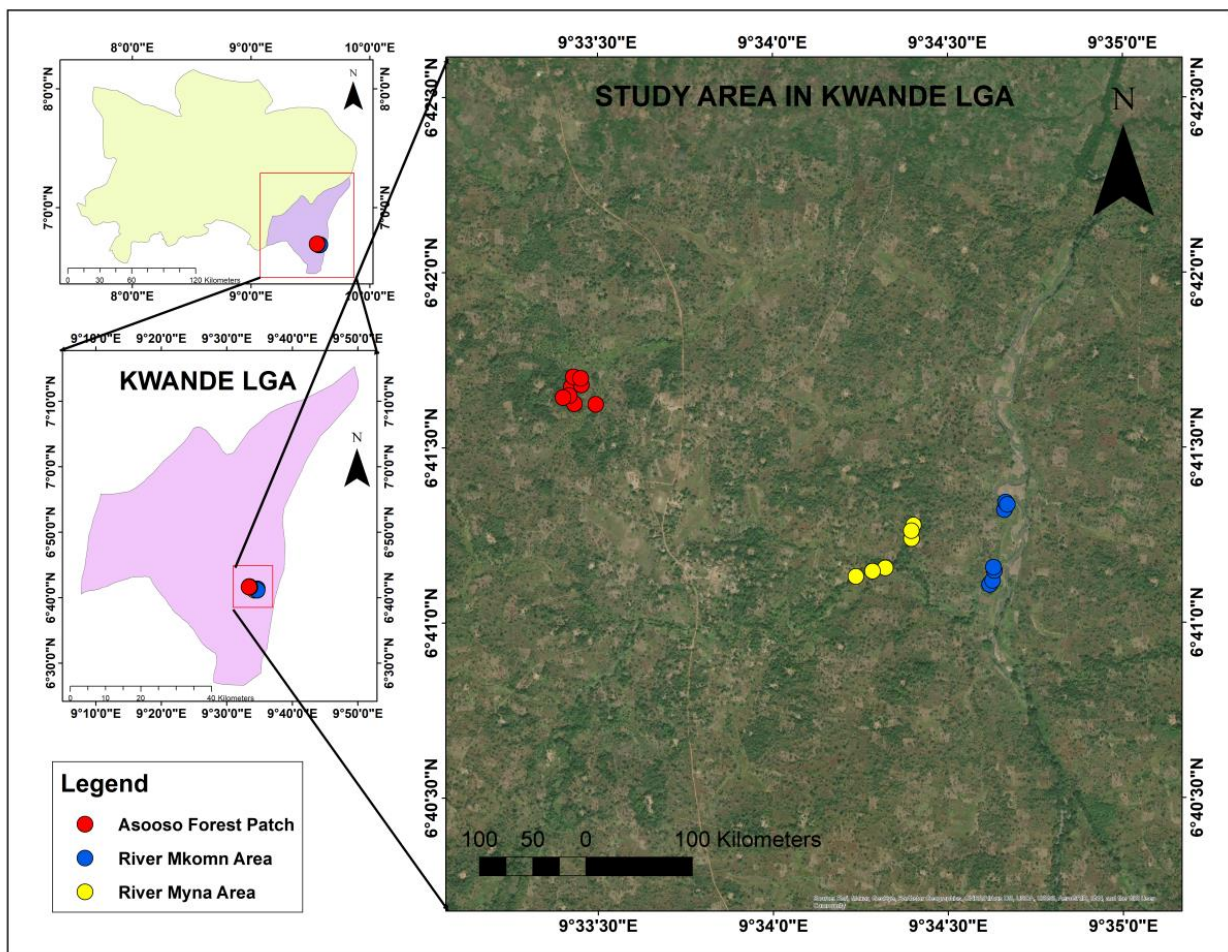 8°0'0"E 9°0'0"E 10°0'0"E
8°0'0"N 8°0'0"N
N
7°0'0"N 7°0'0"N
0 30 60 120 Kilometers
8°0'0"E 9°0'0"E 10°0'0"E
9°10'0"E 9°20'0"E 9°30'0"E 9°40'0"E 9°50'0"E
KWANDE LGA
N
7°10'0"N 7°10'0"N
7°0'0"N 7°0'0"N
6°50'0"N 6°50'0"N
6°40'0"N 6°40'0"N
6°30'0"N 6°30'0"N
0 10 20 40 Kilometers
9°10'0"E 9°20'0"E 9°30'0"E 9°40'0"E 9°50'0"E
Legend
Asooso Forest Patch
River Mkomn Area
River Myna Area
9°33'30"E 9°34'0"E 9°34'30"E 9°35'0"E
STUDY AREA IN KWANDE LGA
N
6°42'30"N 6°42'30"N
6°42'0"N 6°42'0"N
6°41'30"N 6°41'30"N
6°41'0"N 6°41'0"N
6°40'30"N 6°40'30"N
100 50 0 100 Kilometers
9°33'30"E 9°34'0"E 9°34'30"E 9°35'0"E